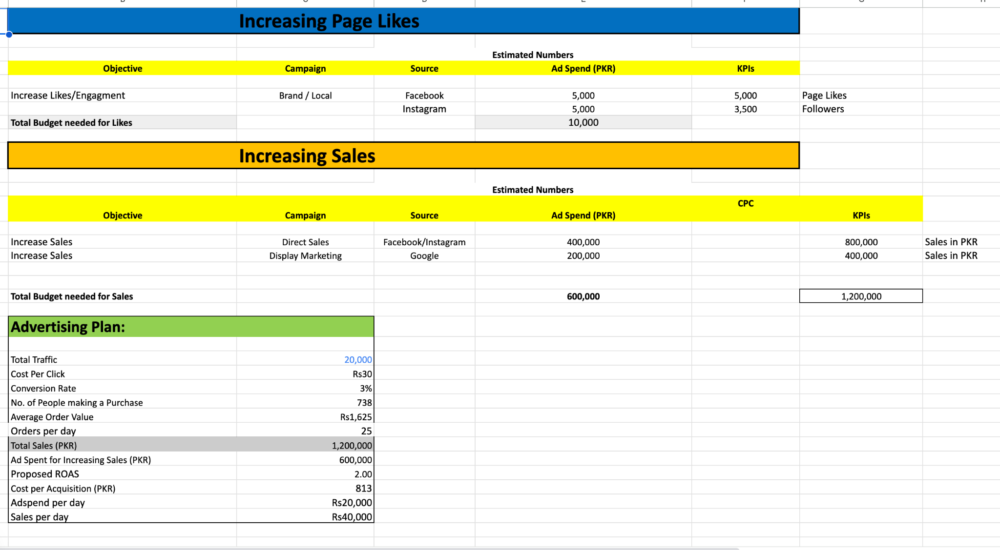 Increasing Page Likes
Estimated Numbers
Objective Campaign Source Ad Spend (PKR) KPIs
Increase Likes/Engagment Brand / Local Facebook 5,000 5,000 Page Likes
Instagram 5,000 3,500 Followers
Total Budget needed for Likes 10,000
Increasing Sales
Estimated Numbers
CPC
Objective Campaign Source Ad Spend (PKR) KPIs
Increase Sales Direct Sales Facebook/Instagram 400,000 800,000 Sales in PKR
Increase Sales Display Marketing Google 200,000 400,000 Sales in PKR
Total Budget needed for Sales 600,000 1,200,000
Advertising Plan:
Total Traffic 20,000
Cost Per Click Rs30
Conversion Rate 3%
No. of People making a Purchase 738
Average Order Value Rs1,625
Orders per day 25
Total Sales (PKR) 1,200,000
Ad Spent for Increasing Sales (PKR) 600,000
Proposed ROAS 2.00
Cost per Acquisition (PKR) 813
Adspend per day Rs20,000
Sales per day Rs40,000